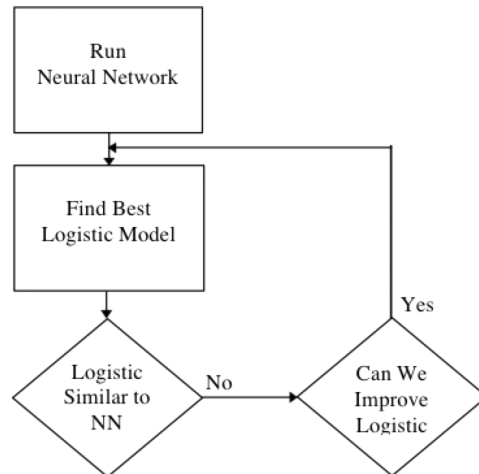 Run
Neural Network
Find Best
Logistic Model
Logistic
Similar to
NN
No
Yes
Can We
Improve
Logistic